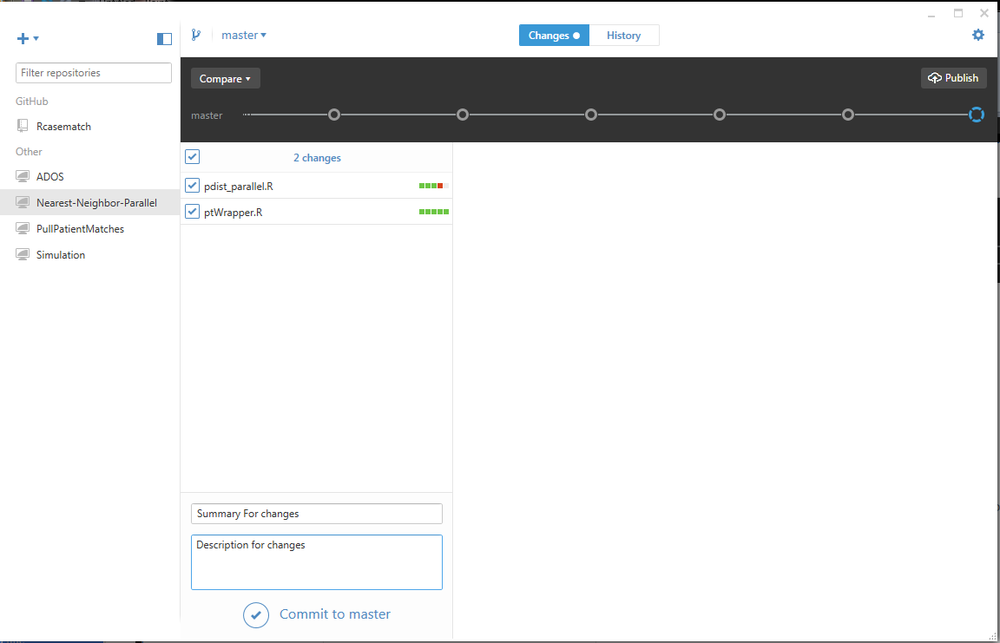 master
Changes
History
Filter repositories
Compare
Publish
GitHub
master
Rcasematch
Other
2 changes
ADOS
pdist_parallel.R
Nearest-Neighbor-Parallel
ptWrapper.R
PullPatientMatches
Simulation
Summary For changes
Description for changes
Commit to master